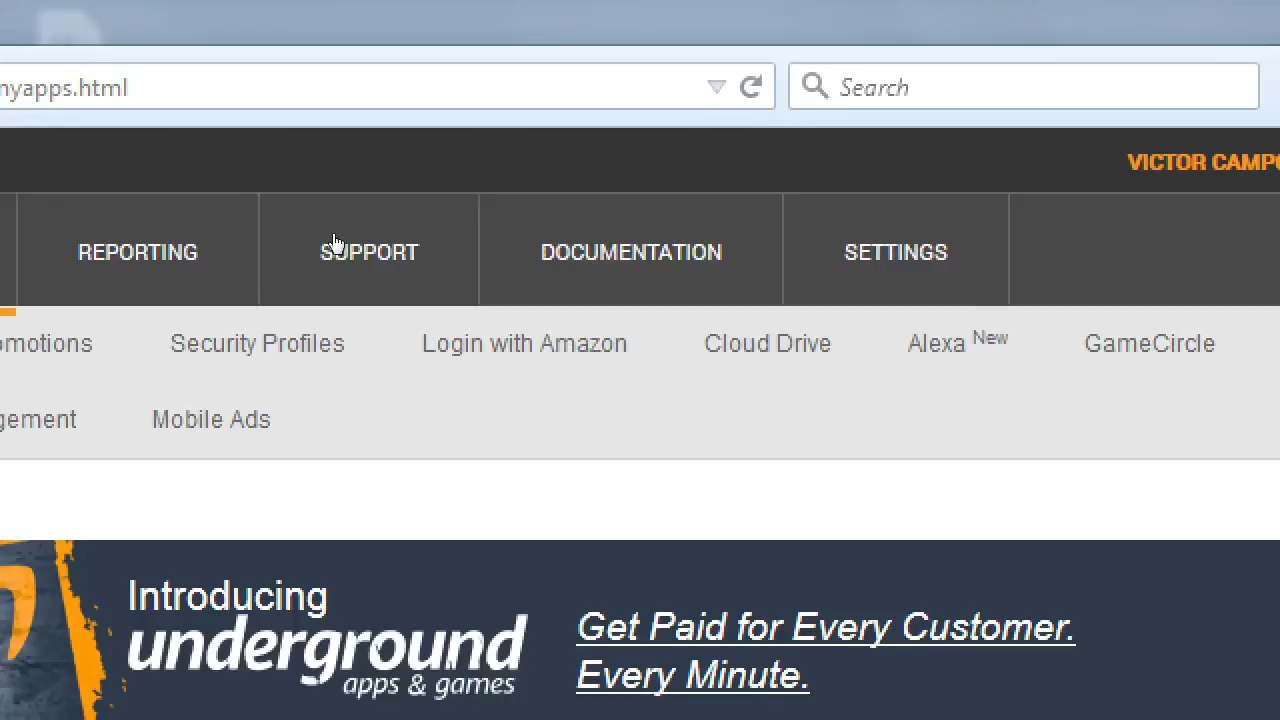 nyapps.html
Search
VICTOR
REPORTING SUPPORT DOCUMENTATION SETTINGS
omotions Security Profiles Login with Amazon Cloud Drive Alexa New GameCircle
gement Mobile Ads
Introducing
underground
apps & games
Get Paid for Every Customer.
Every Minute.